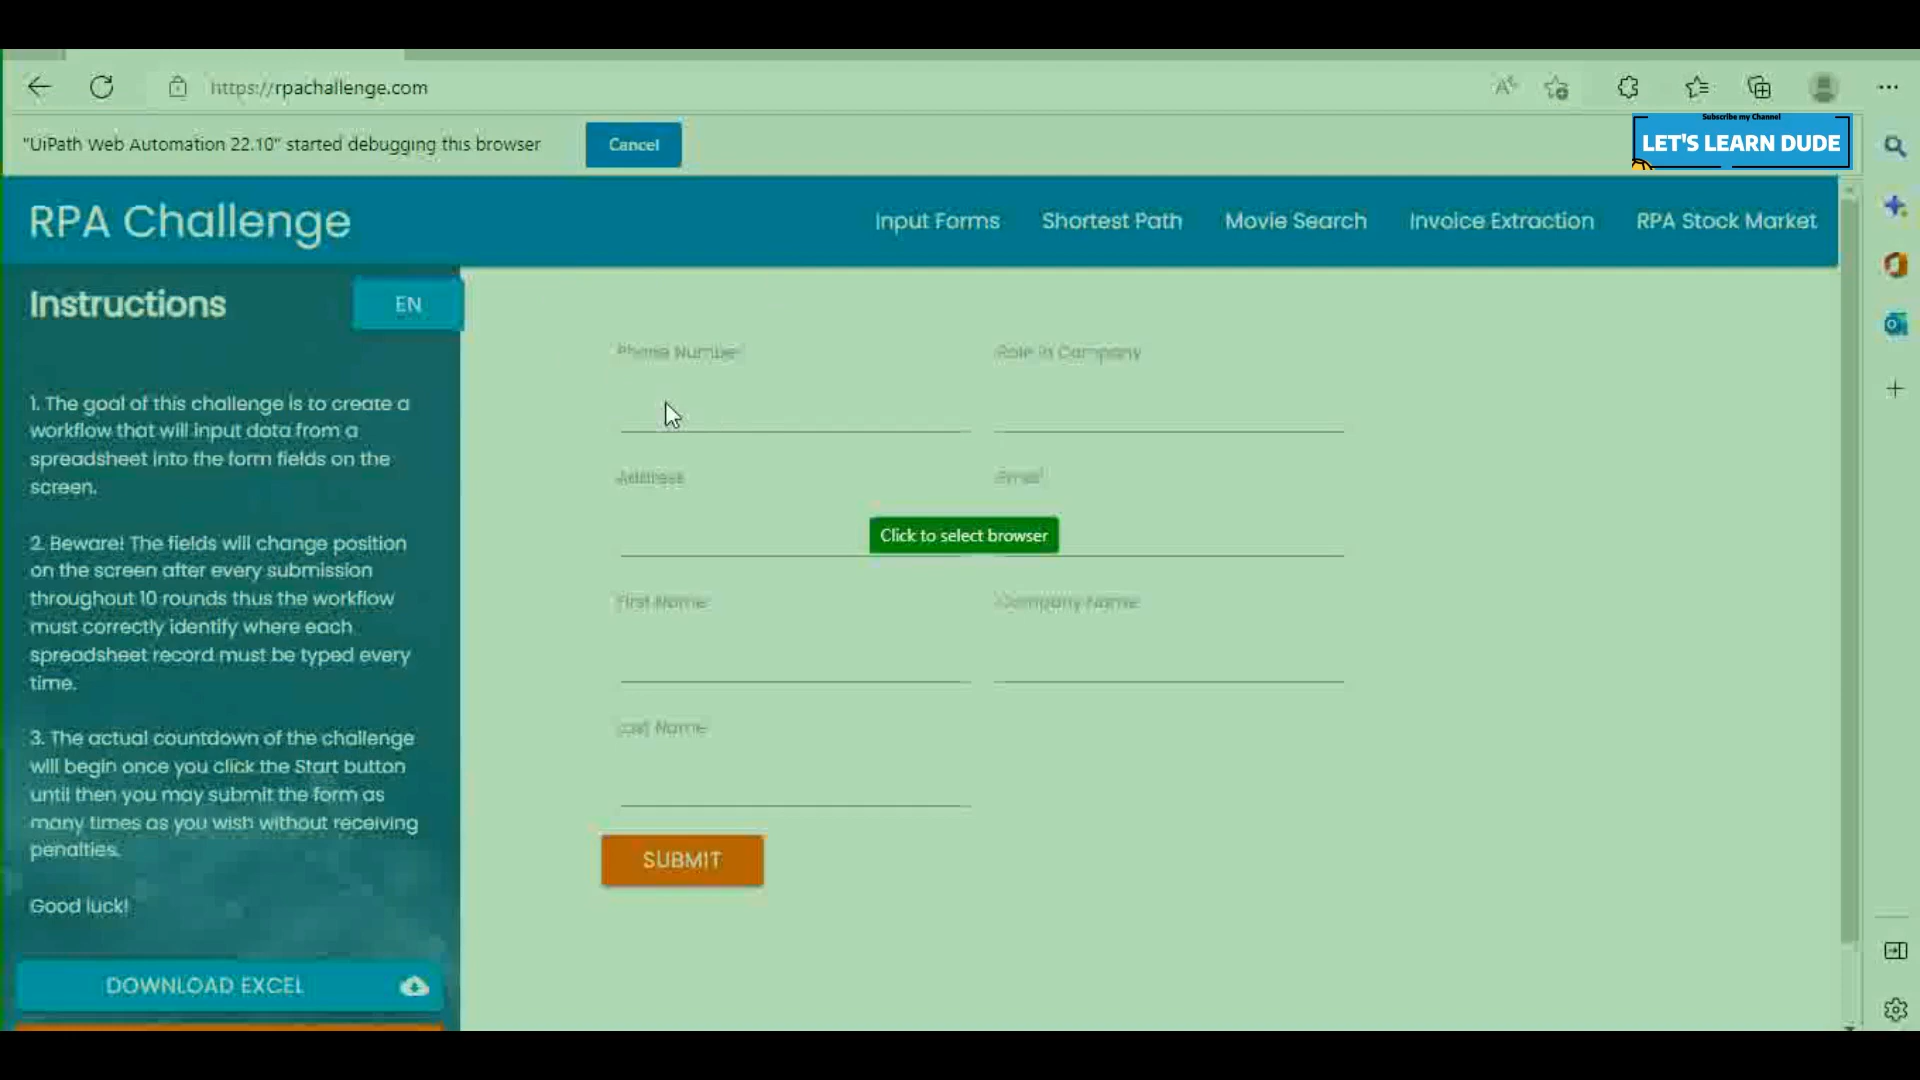 https://rpachallenge.com
"UiPath Web Automation 22.10" started debugging this browser
Cancel
Subscribe my Channel
LET'S LEARN DUDE
RPA Challenge
Input Forms
Shortest Path
Movie Search
Invoice Extraction
RPA Stock Market
Instructions
EN
1. The goal of this challenge is to create a
workflow that will input data from a
spreadsheet into the form fields on the
screen.
2. Beware! The fields will change position
on the screen after every submission
throughout 10 rounds thus the workflow
must correctly identify where each
spreadsheet record must be typed every
time.
3. The actual countdown of the challenge
will begin once you click the Start button
until then you may submit the form as
many times as you wish without receiving
penalties.
Good luck!
DOWNLOAD EXCEL
Phone Number
Role in Company
Address
Email
Click to select browser
First Name
Company Name
Last Name
SUBMIT